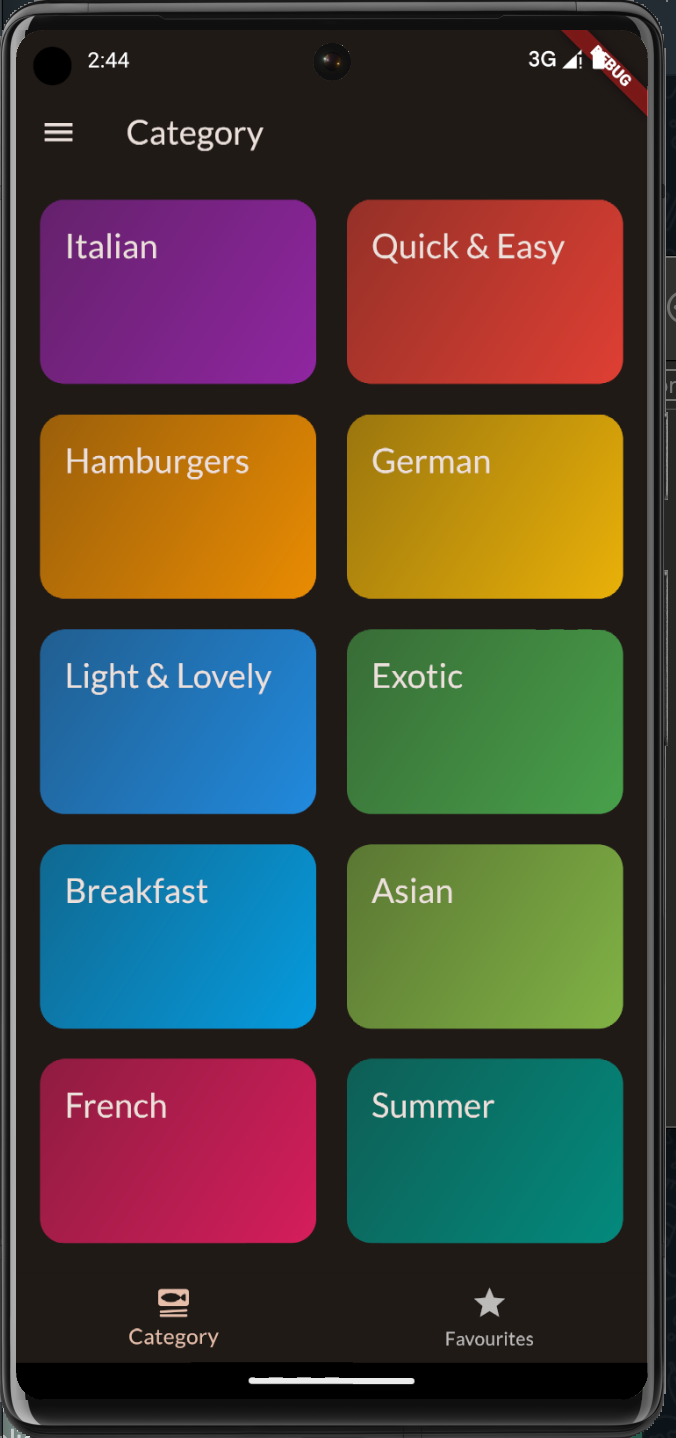 2:44
3G
DEBUG
Category
Italian
Quick & Easy
Hamburgers
German
Light & Lovely
Exotic
Breakfast
Asian
French
Summer
Category
Favourites